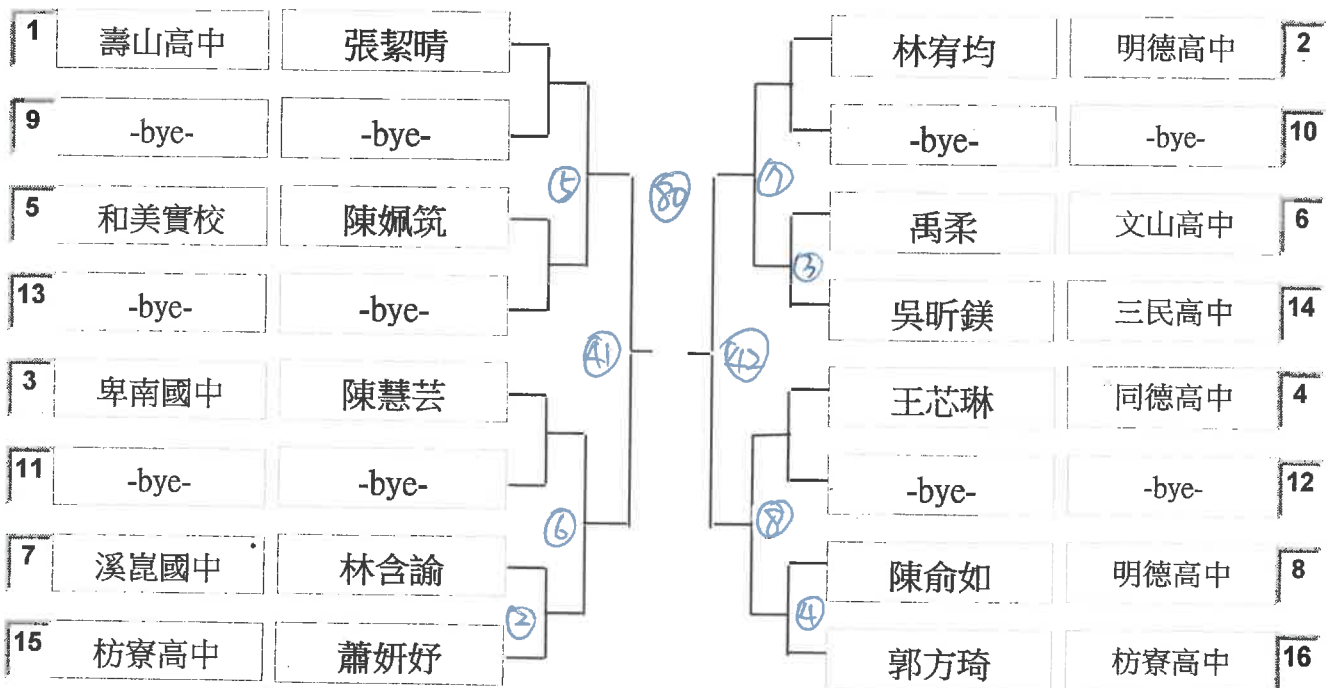 1 壽山高中 張絜晴
9 -bye- -bye-
5 和美實校 陳姵筑
13 -bye- -bye-
3 卑南國中 陳慧芸
11 -bye- -bye-
7 溪崑國中 林含諭
15 枋寮高中 蕭妍妤
⑤
41
⑥
②
80
林宥均 明德高中 2
-bye- -bye- 10
禹柔 文山高中 6
吳昕鎂 三民高中 14
王芯琳 同德高中 4
-bye- -bye- 12
陳俞如 明德高中 8
郭方琦 枋寮高中 16
⑦
③
42
⑧
④